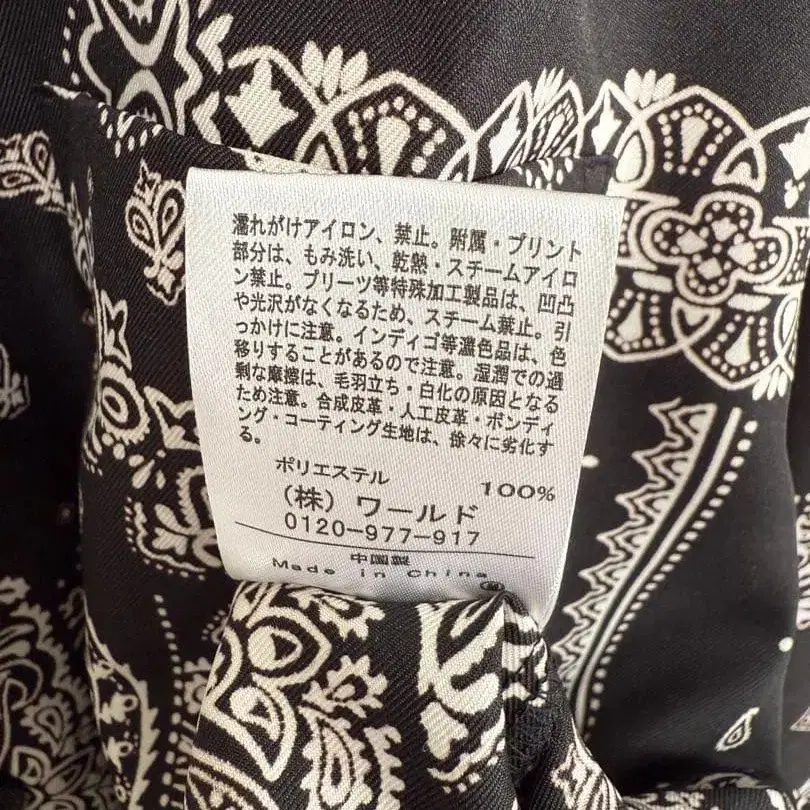 濡れがけアイロン、禁止。附属・プリント
部分は、もみ洗い、乾熱・スチームアイロ
ン禁止。プリーツ等特殊加工製品は、凹凸
や光沢がなくなるため、スチーム禁止。引
っかけに注意。インディゴ等濃色品は、色
移りすることがあるので注意。湿潤での過
剰な摩擦は、毛羽立ち・白化の原因となる
ため注意。合成皮革・人工皮革・ボンディ
ング・コーティング生地は、徐々に劣化す
る。
ポリエステル 100%
(株) ワールド
0120-977-917
中国製
Made in china